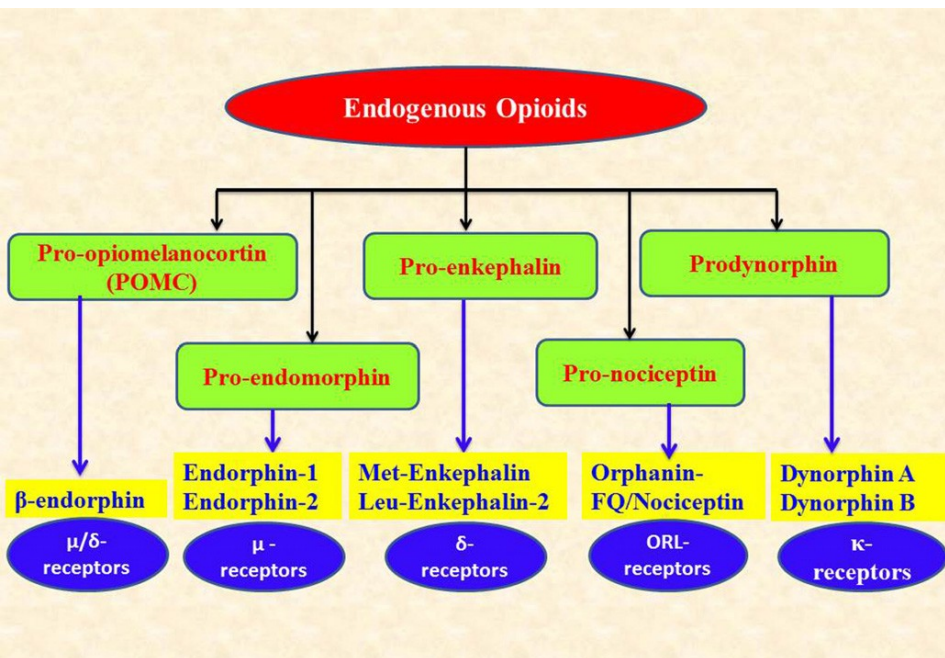 Endogenous Opioids
Pro-opiomelanocortin
(POMC)
Pro-enkephalin
Prodynorphin
Pro-endomorphin
Pro-nociceptin
β-endorphin
Endorphin-1
Endorphin-2
Met-Enkephalin
Leu-Enkephalin-2
Orphanin-
FQ/Nociceptin
Dynorphin A
Dynorphin B
μ/δ-
receptors
μ -
receptors
δ-
receptors
ORL-
receptors
κ-
receptors